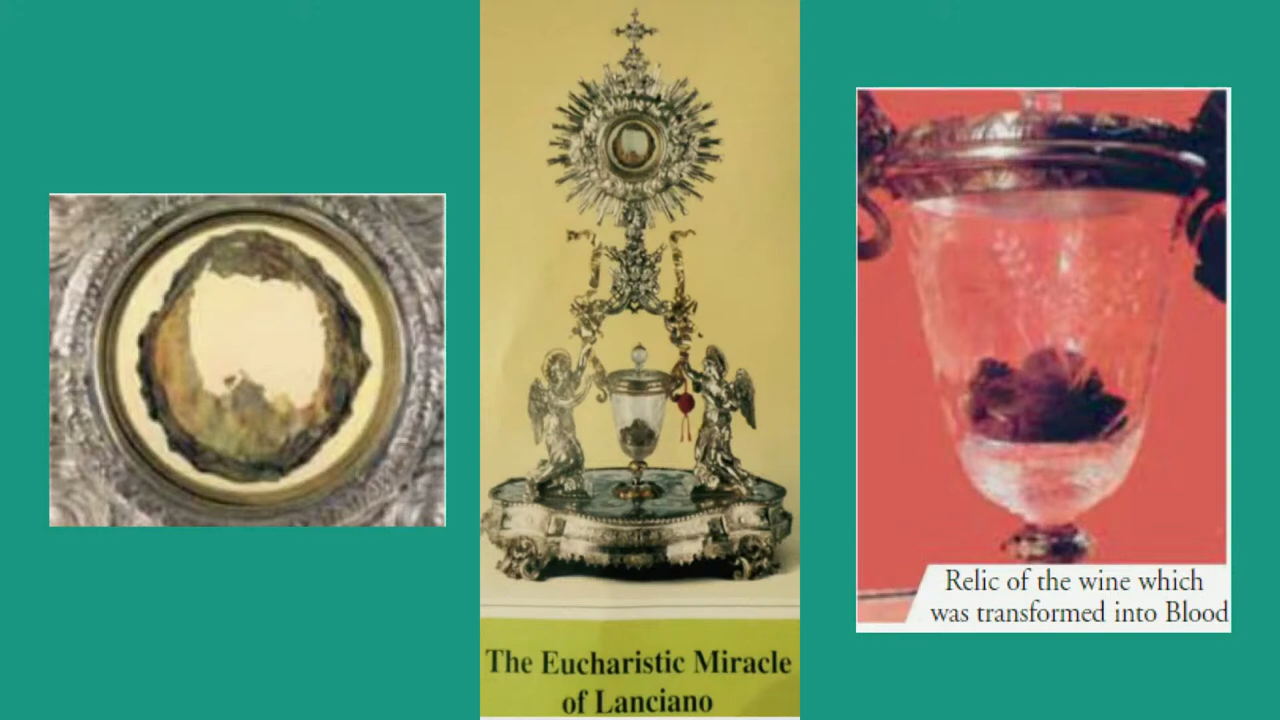 The Eucharistic Miracle
of Lanciano
Relic of the wine which
was transformed into Blood